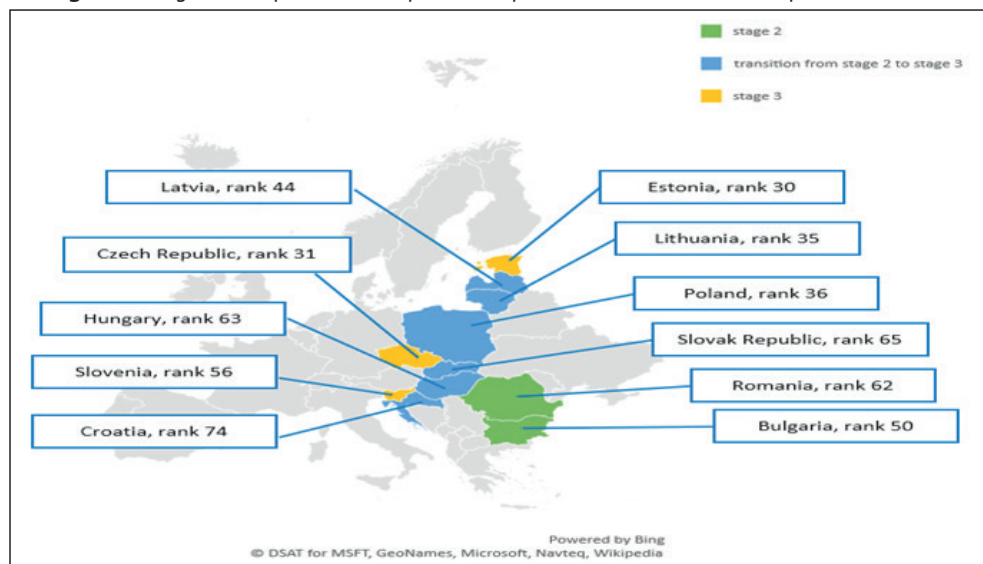 stage 2
transition from stage 2 to stage 3
stage 3
Latvia, rank 44
Estonia, rank 30
Czech Republic, rank 31
Lithuania, rank 35
Hungary, rank 63
Poland, rank 36
Slovenia, rank 56
Slovak Republic, rank 65
Croatia, rank 74
Romania, rank 62
Bulgaria, rank 50
Powered by Bing
© DSAT for MSFT, GeoNames, Microsoft, Navteq, Wikipedia